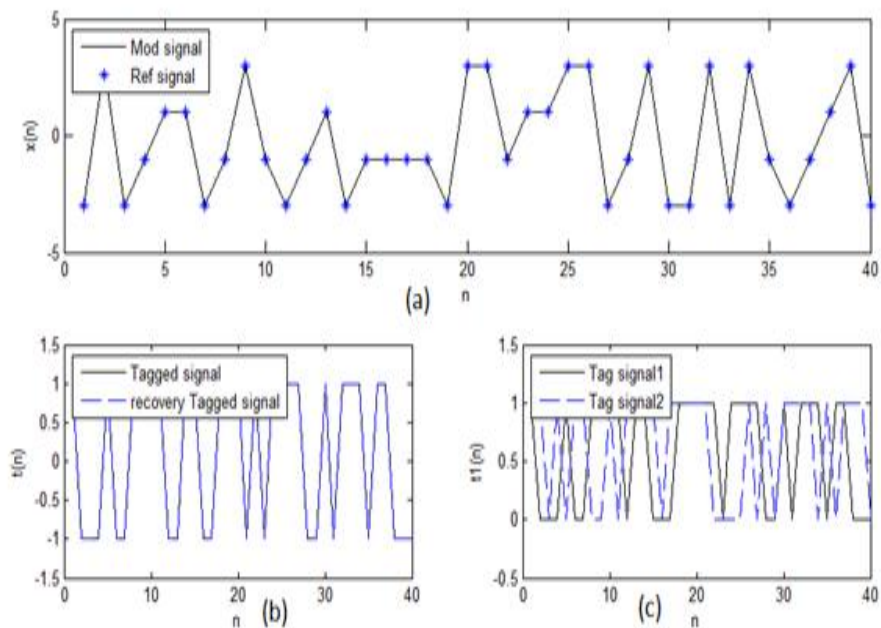 5
Mod signal
Ref signal
x(n)
0
-5
0 5 10 15 20 25 30 35 40
n
(a)
1.5
Tagged signal
1
recovery Tagged signal
0.5
t(n)
0
-0.5
-1
-1.5
0 10 20 30 40
n
(b)
1.5
Tag signal1
1
Tag signal2
t1(n)
0.5
0
-0.5
0 10 20 30 40
n
(c)